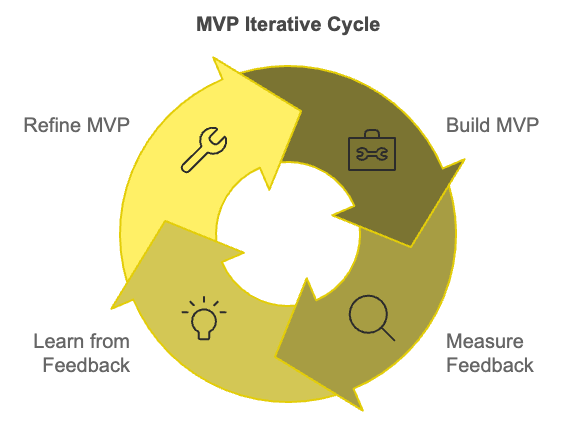 MVP Iterative Cycle
Refine MVP
Build MVP
Learn from
Feedback
Measure
Feedback